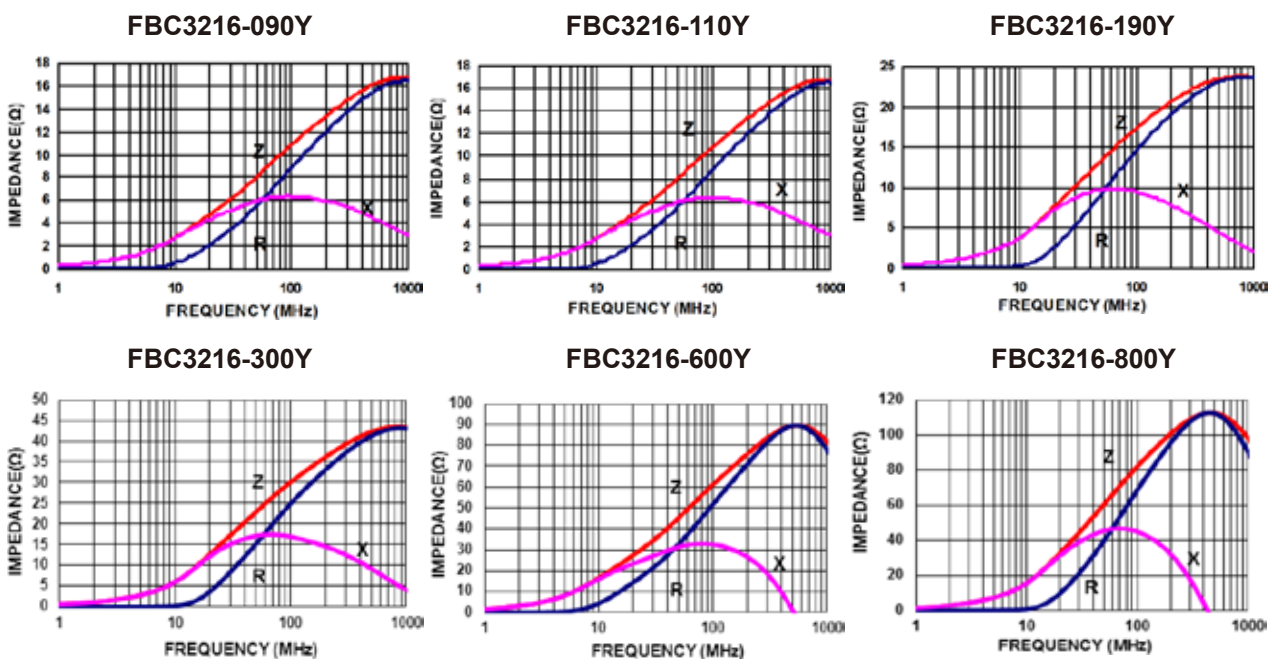 FBC3216-090Y
IMPEDANCE(Ω)
18
16
14
12
10
8
6
4
2
0
Z
X
R
1 10 100 1000
FREQUENCY (MHz)
FBC3216-110Y
IMPEDANCE(Ω)
18
16
14
12
10
8
6
4
2
0
Z
X
R
1 10 100 1000
FREQUENCY (MHz)
FBC3216-190Y
IMPEDANCE(Ω)
25
20
15
10
5
0
Z
X
R
1 10 100 1000
FREQUENCY (MHz)
FBC3216-300Y
IMPEDANCE(Ω)
50
45
40
35
30
25
20
15
10
5
0
Z
X
R
1 10 100 1000
FREQUENCY (MHz)
FBC3216-600Y
IMPEDANCE(Ω)
100
90
80
70
60
50
40
30
20
10
0
Z
X
R
1 10 100 1000
FREQUENCY (MHz)
FBC3216-800Y
IMPEDANCE(Ω)
120
100
80
60
40
20
0
Z
X
R
1 10 100 1000
FREQUENCY (MHz)